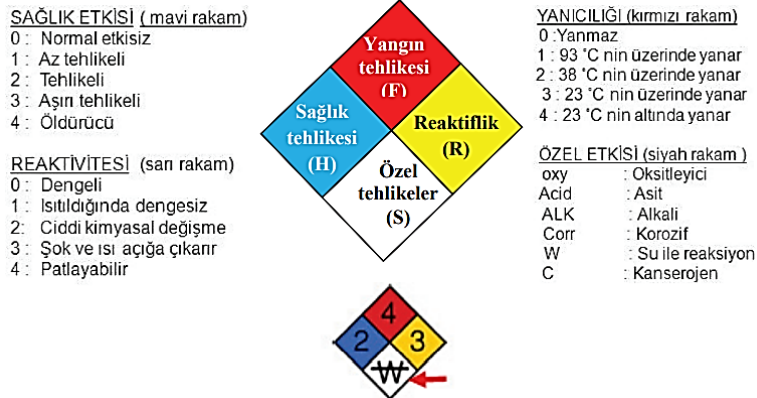 SAĞLIK ETKİSİ ( mavi rakam)
0 : Normal etkisiz
1 : Az tehlikeli
2 : Tehlikeli
3 : Aşırı tehlikeli
4 : Öldürücü
REAKTİVİTESİ (sarı rakam)
0 : Dengeli
1 : Isıtıldığında dengesiz
2: Ciddi kimyasal değişme
3 : Şok ve ısı açığa çıkarır
4 : Patlayabilir
Yangın
tehlikesi
(F)
Sağlık
tehlikesi
(H)
Reaktiflik
(R)
Özel
tehlikeler
(S)
YANICILIĞI (kırmızı rakam)
0 :Yanmaz
1 : 93 °C nin üzerinde yanar
2 : 38 °C nin üzerinde yanar
3 : 23 °C nin üzerinde yanar
4 : 23 °C nin altında yanar
ÖZEL ETKİSİ (siyah rakam )
oxy : Oksitleyici
Acid : Asit
ALK : Alkali
Corr : Korozif
W : Su ile reaksiyon
C : Kanserojen
4
2 3
W